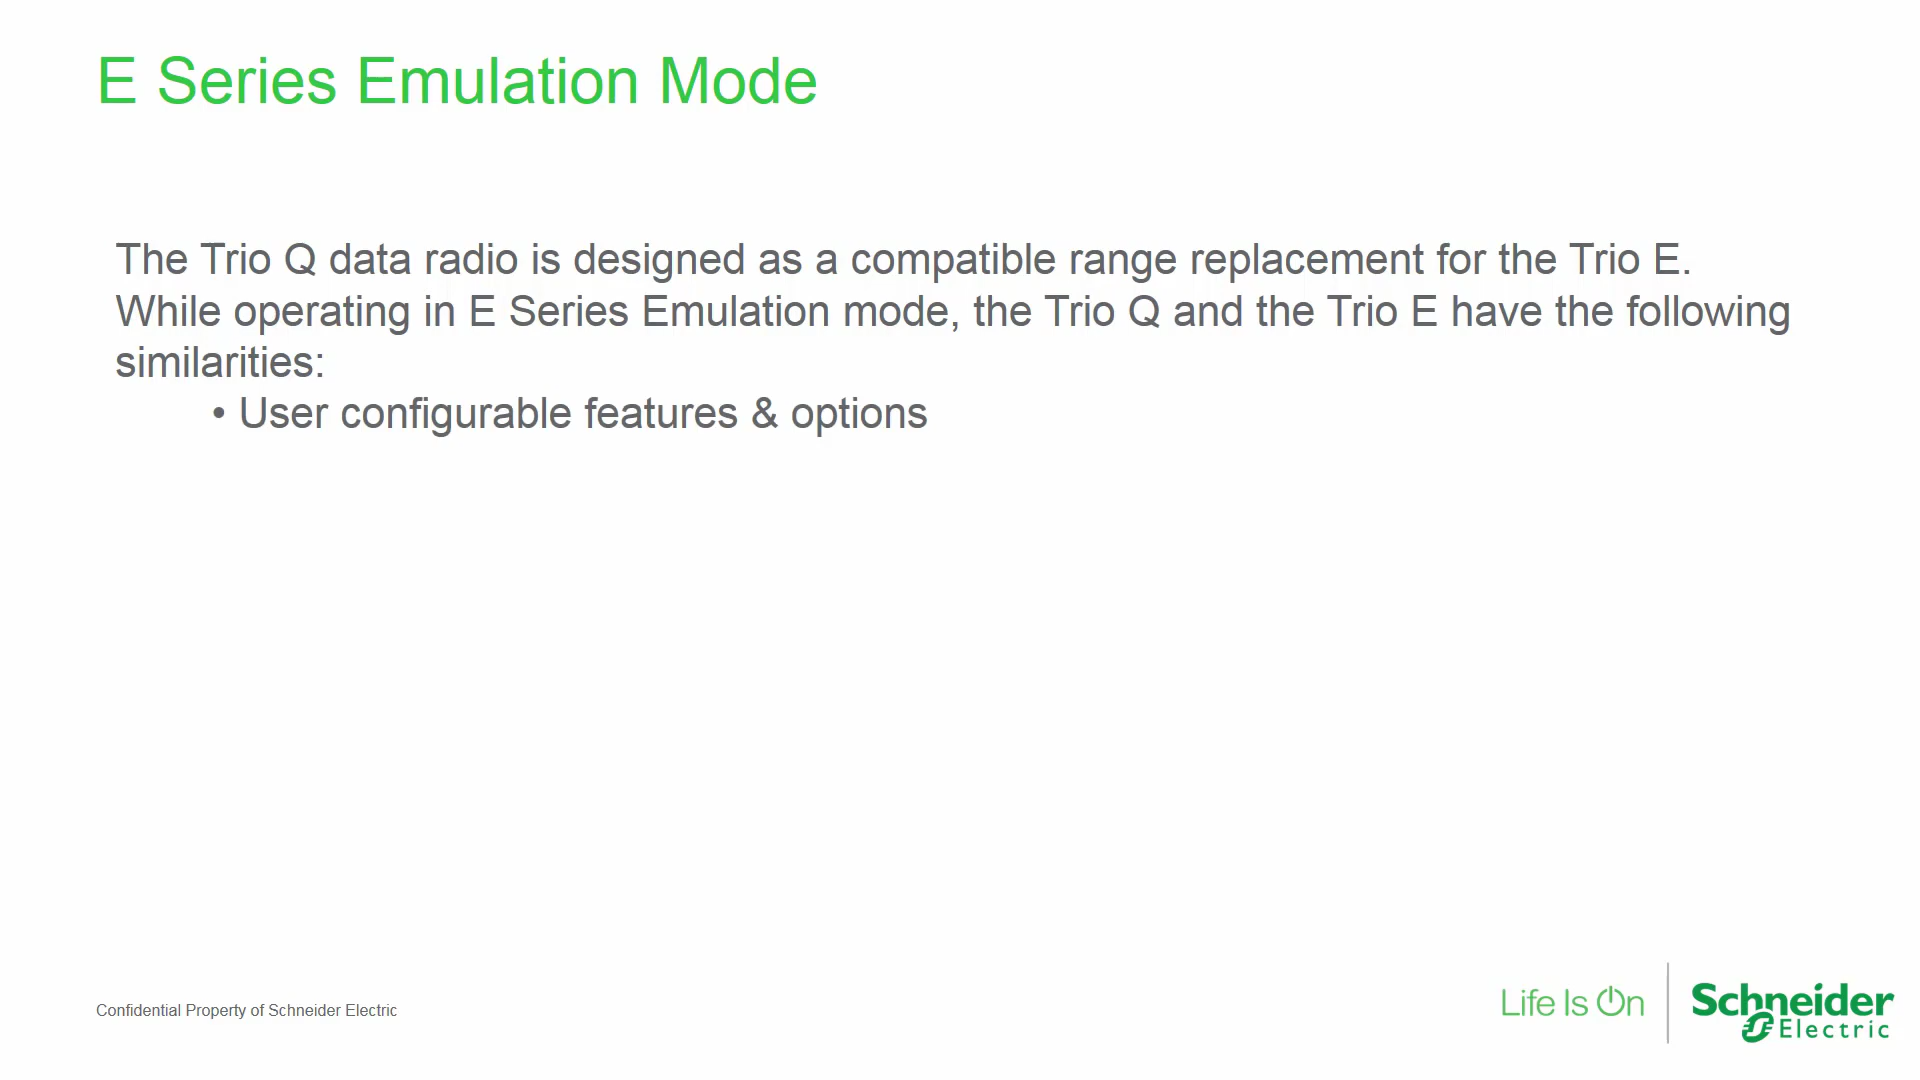 E Series Emulation Mode
The Trio Q data radio is designed as a compatible range replacement for the Trio E.
While operating in E Series Emulation mode, the Trio Q and the Trio E have the following
similarities:
• User configurable features & options
Confidential Property of Schneider Electric
Life Is On
Schneider
Electric